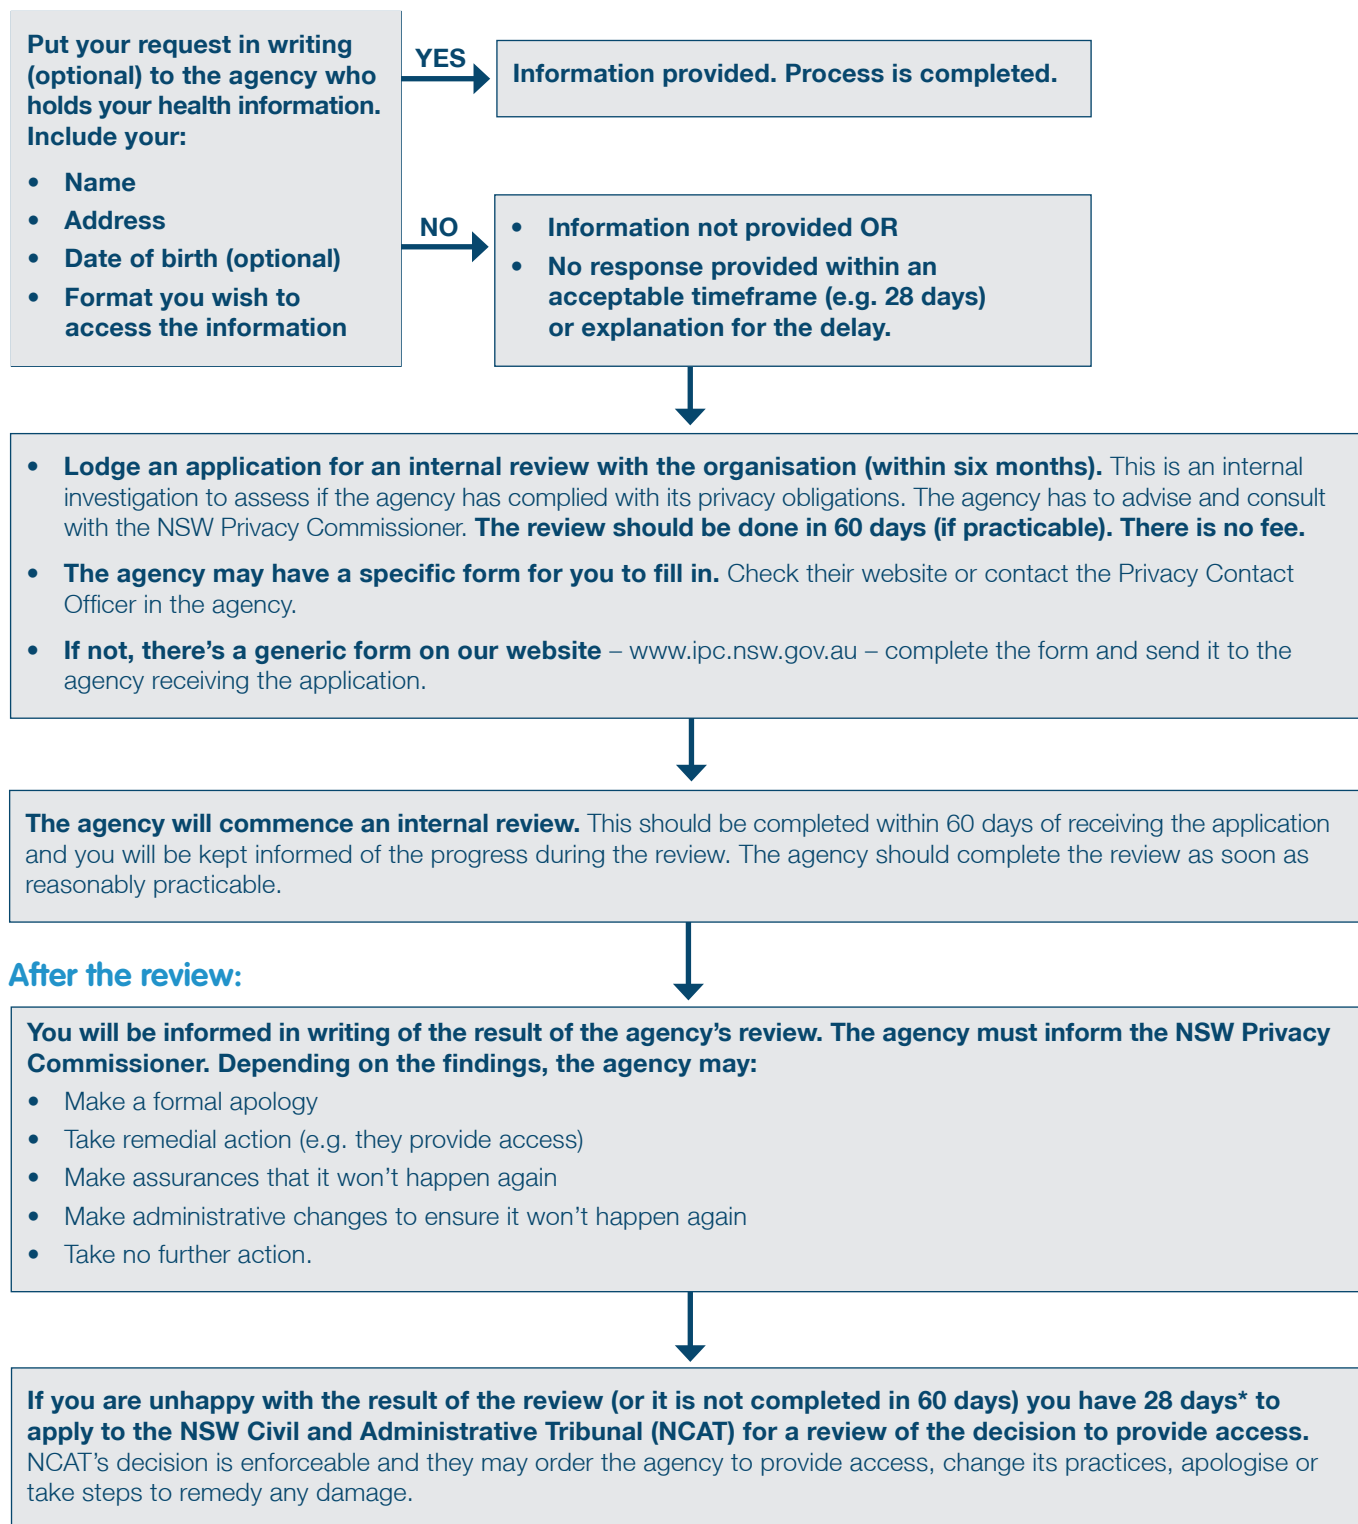 Put your request in writing
(optional) to the agency who
holds your health information.
Include your:
• Name
• Address
• Date of birth (optional)
• Format you wish to
access the information
YES
Information provided. Process is completed.
NO
• Information not provided OR
• No response provided within an
acceptable timeframe (e.g. 28 days)
or explanation for the delay.
• Lodge an application for an internal review with the organisation (within six months). This is an internal
investigation to assess if the agency has complied with its privacy obligations. The agency has to advise and consult
with the NSW Privacy Commissioner. The review should be done in 60 days (if practicable). There is no fee.
• The agency may have a specific form for you to fill in. Check their website or contact the Privacy Contact
Officer in the agency.
• If not, there’s a generic form on our website – www.ipc.nsw.gov.au – complete the form and send it to the
agency receiving the application.
The agency will commence an internal review. This should be completed within 60 days of receiving the application
and you will be kept informed of the progress during the review. The agency should complete the review as soon as
reasonably practicable.
After the review:
You will be informed in writing of the result of the agency’s review. The agency must inform the NSW Privacy
Commissioner. Depending on the findings, the agency may:
• Make a formal apology
• Take remedial action (e.g. they provide access)
• Make assurances that it won’t happen again
• Make administrative changes to ensure it won’t happen again
• Take no further action.
If you are unhappy with the result of the review (or it is not completed in 60 days) you have 28 days* to
apply to the NSW Civil and Administrative Tribunal (NCAT) for a review of the decision to provide access.
NCAT’s decision is enforceable and they may order the agency to provide access, change its practices, apologise or
take steps to remedy any damage.